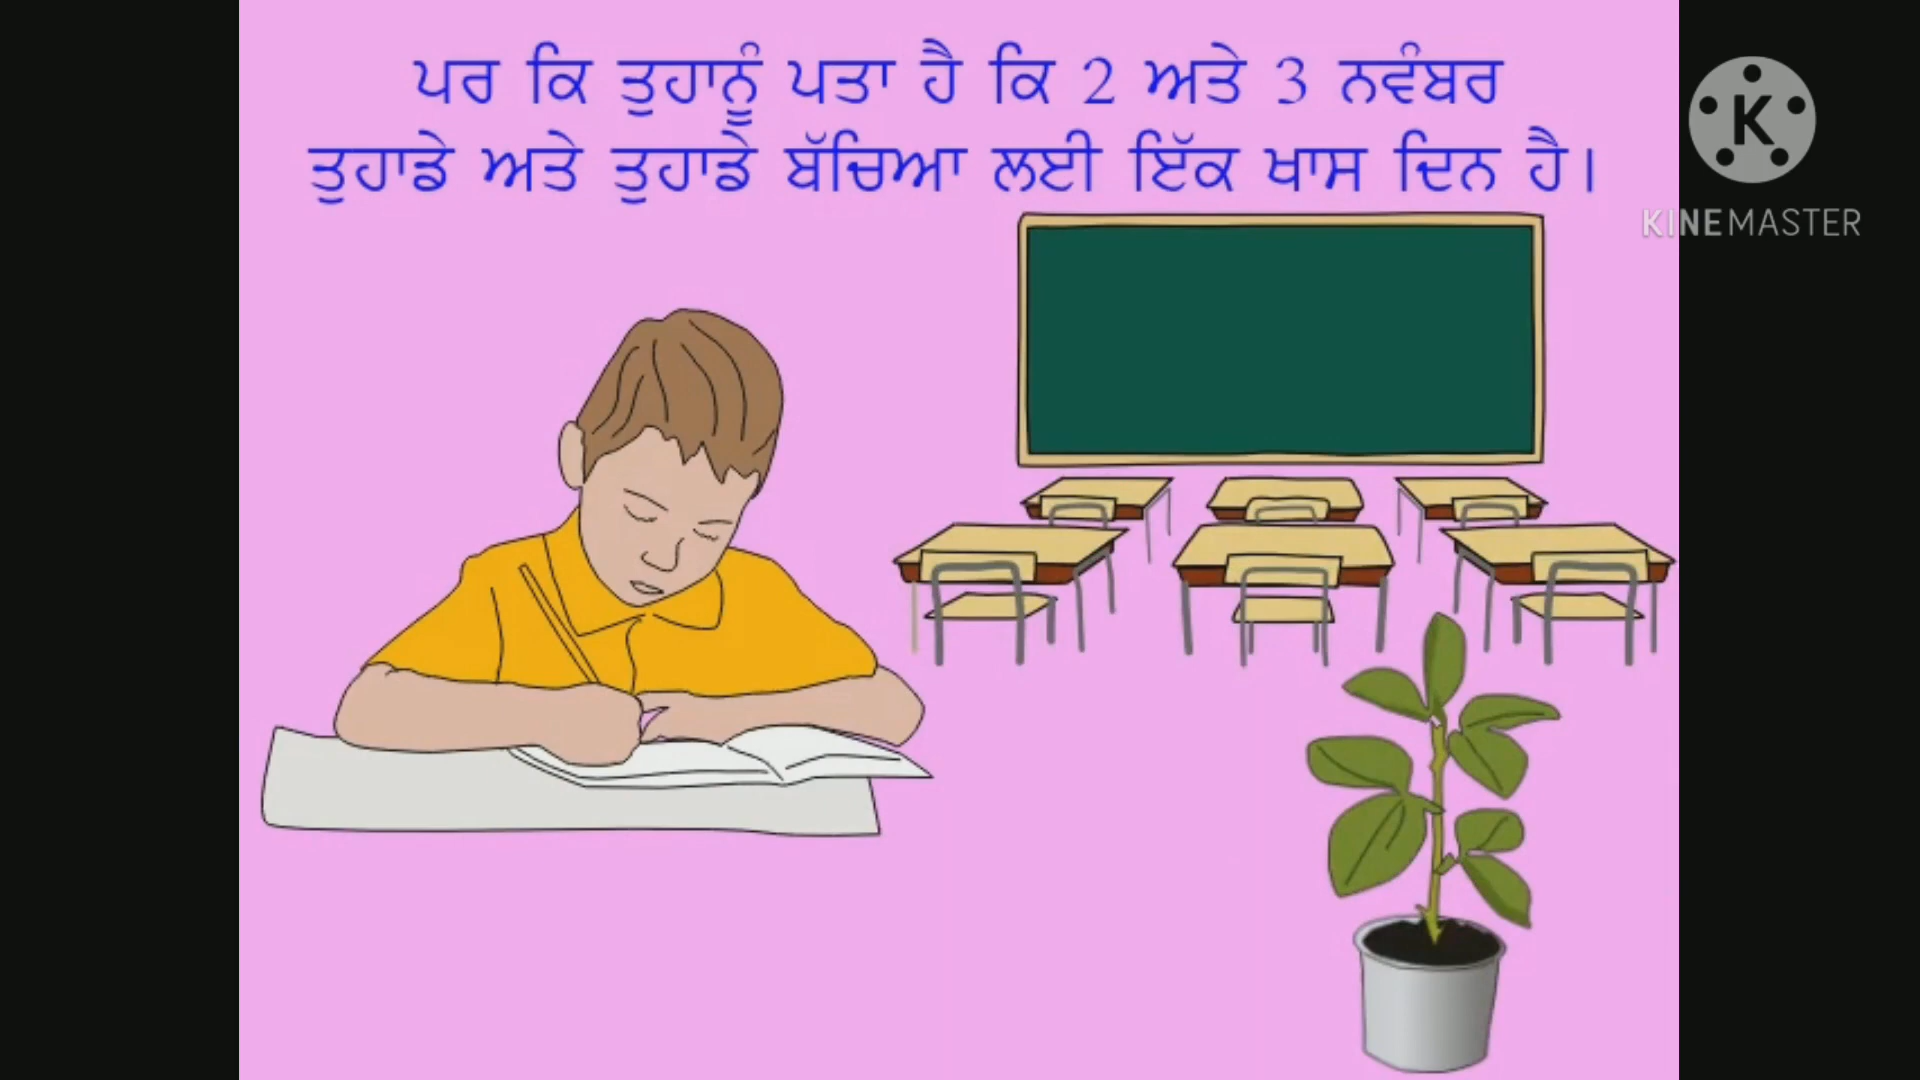 ਪਰ ਕਿ ਤੁਹਾਨੂੰ ਪਤਾ ਹੈ ਕਿ 2 ਅਤੇ 3 ਨਵੰਬਰ
ਤੁਹਾਡੇ ਅਤੇ ਤੁਹਾਡੇ ਬੱਚਿਆ ਲਈ ਇੱਕ ਖਾਸ ਦਿਨ ਹੈ।
K
KINEMASTER